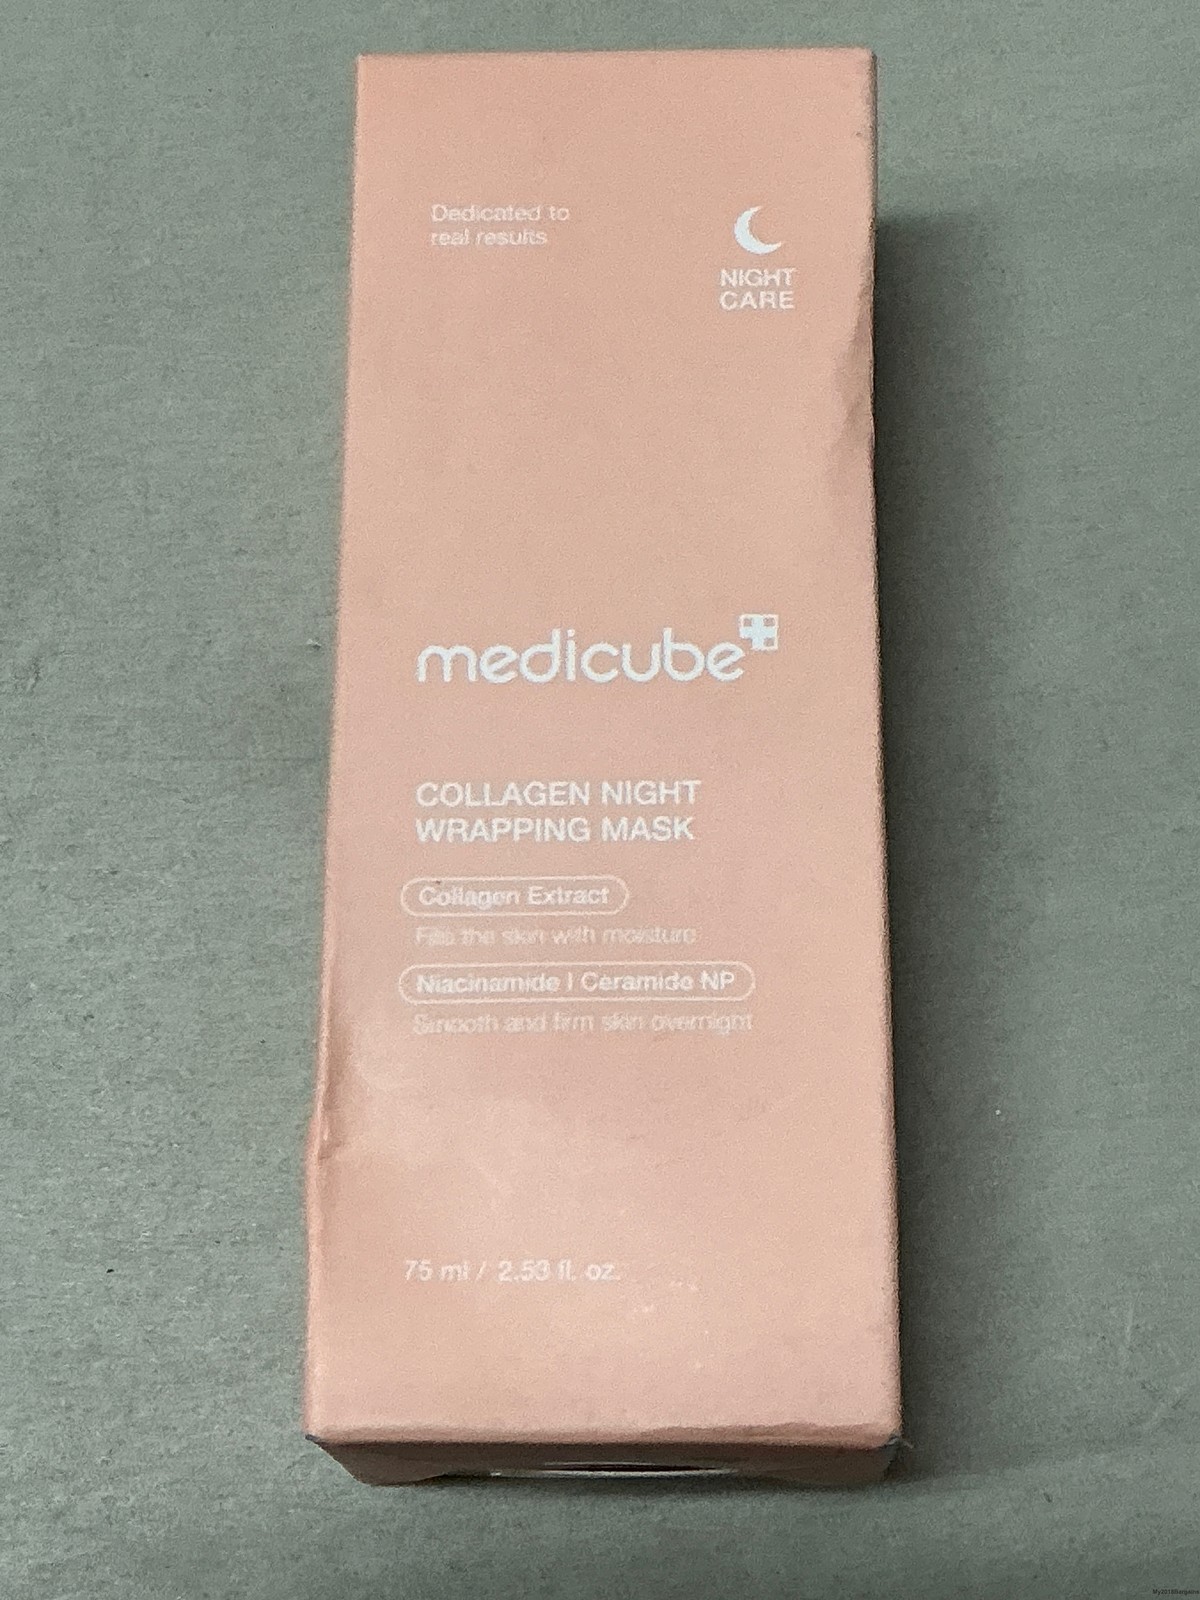 Dedicated to
real results
NIGHT
CARE
medicube
COLLAGEN NIGHT
WRAPPING MASK
Collagen Extract
Fills the skin with moisture
Niacinamide | Ceramide NP
Smooth and firm skin overnight
75 ml / 2.53 fl. oz.